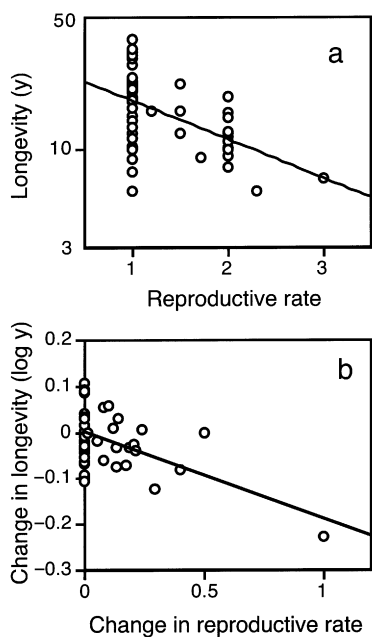 50
a
Longevity (y)
10
3
1 2 3
Reproductive rate
0.2
b
Change in longevity (log y)
0.1
0
−0.1
−0.2
−0.3
0 0.5 1
Change in reproductive rate